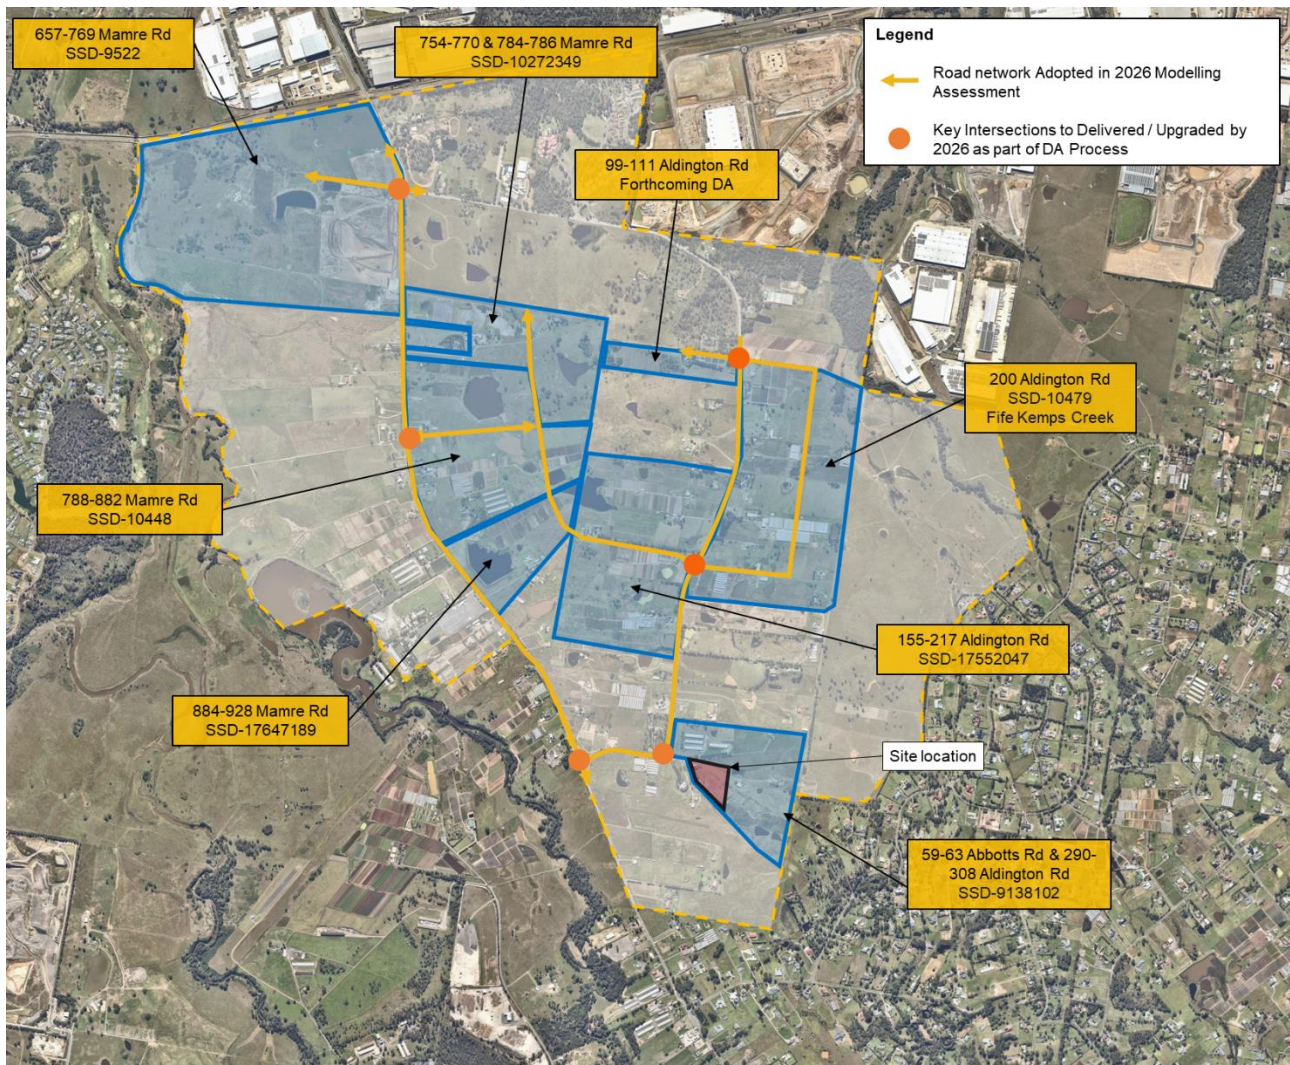 657-769 Mamre Rd
SSD-9522
754-770 & 784-786 Mamre Rd
SSD-10272349
99-111 Aldington Rd
Forthcoming DA
Legend
Road network Adopted in 2026 Modelling
Assessment
Key Intersections to Delivered / Upgraded by
2026 as part of DA Process
200 Aldington Rd
SSD-10479
Fife Kemps Creek
788-882 Mamre Rd
SSD-10448
155-217 Aldington Rd
SSD-17552047
884-928 Mamre Rd
SSD-17647189
Site location
59-63 Abbotts Rd & 290-
308 Aldington Rd
SSD-9138102